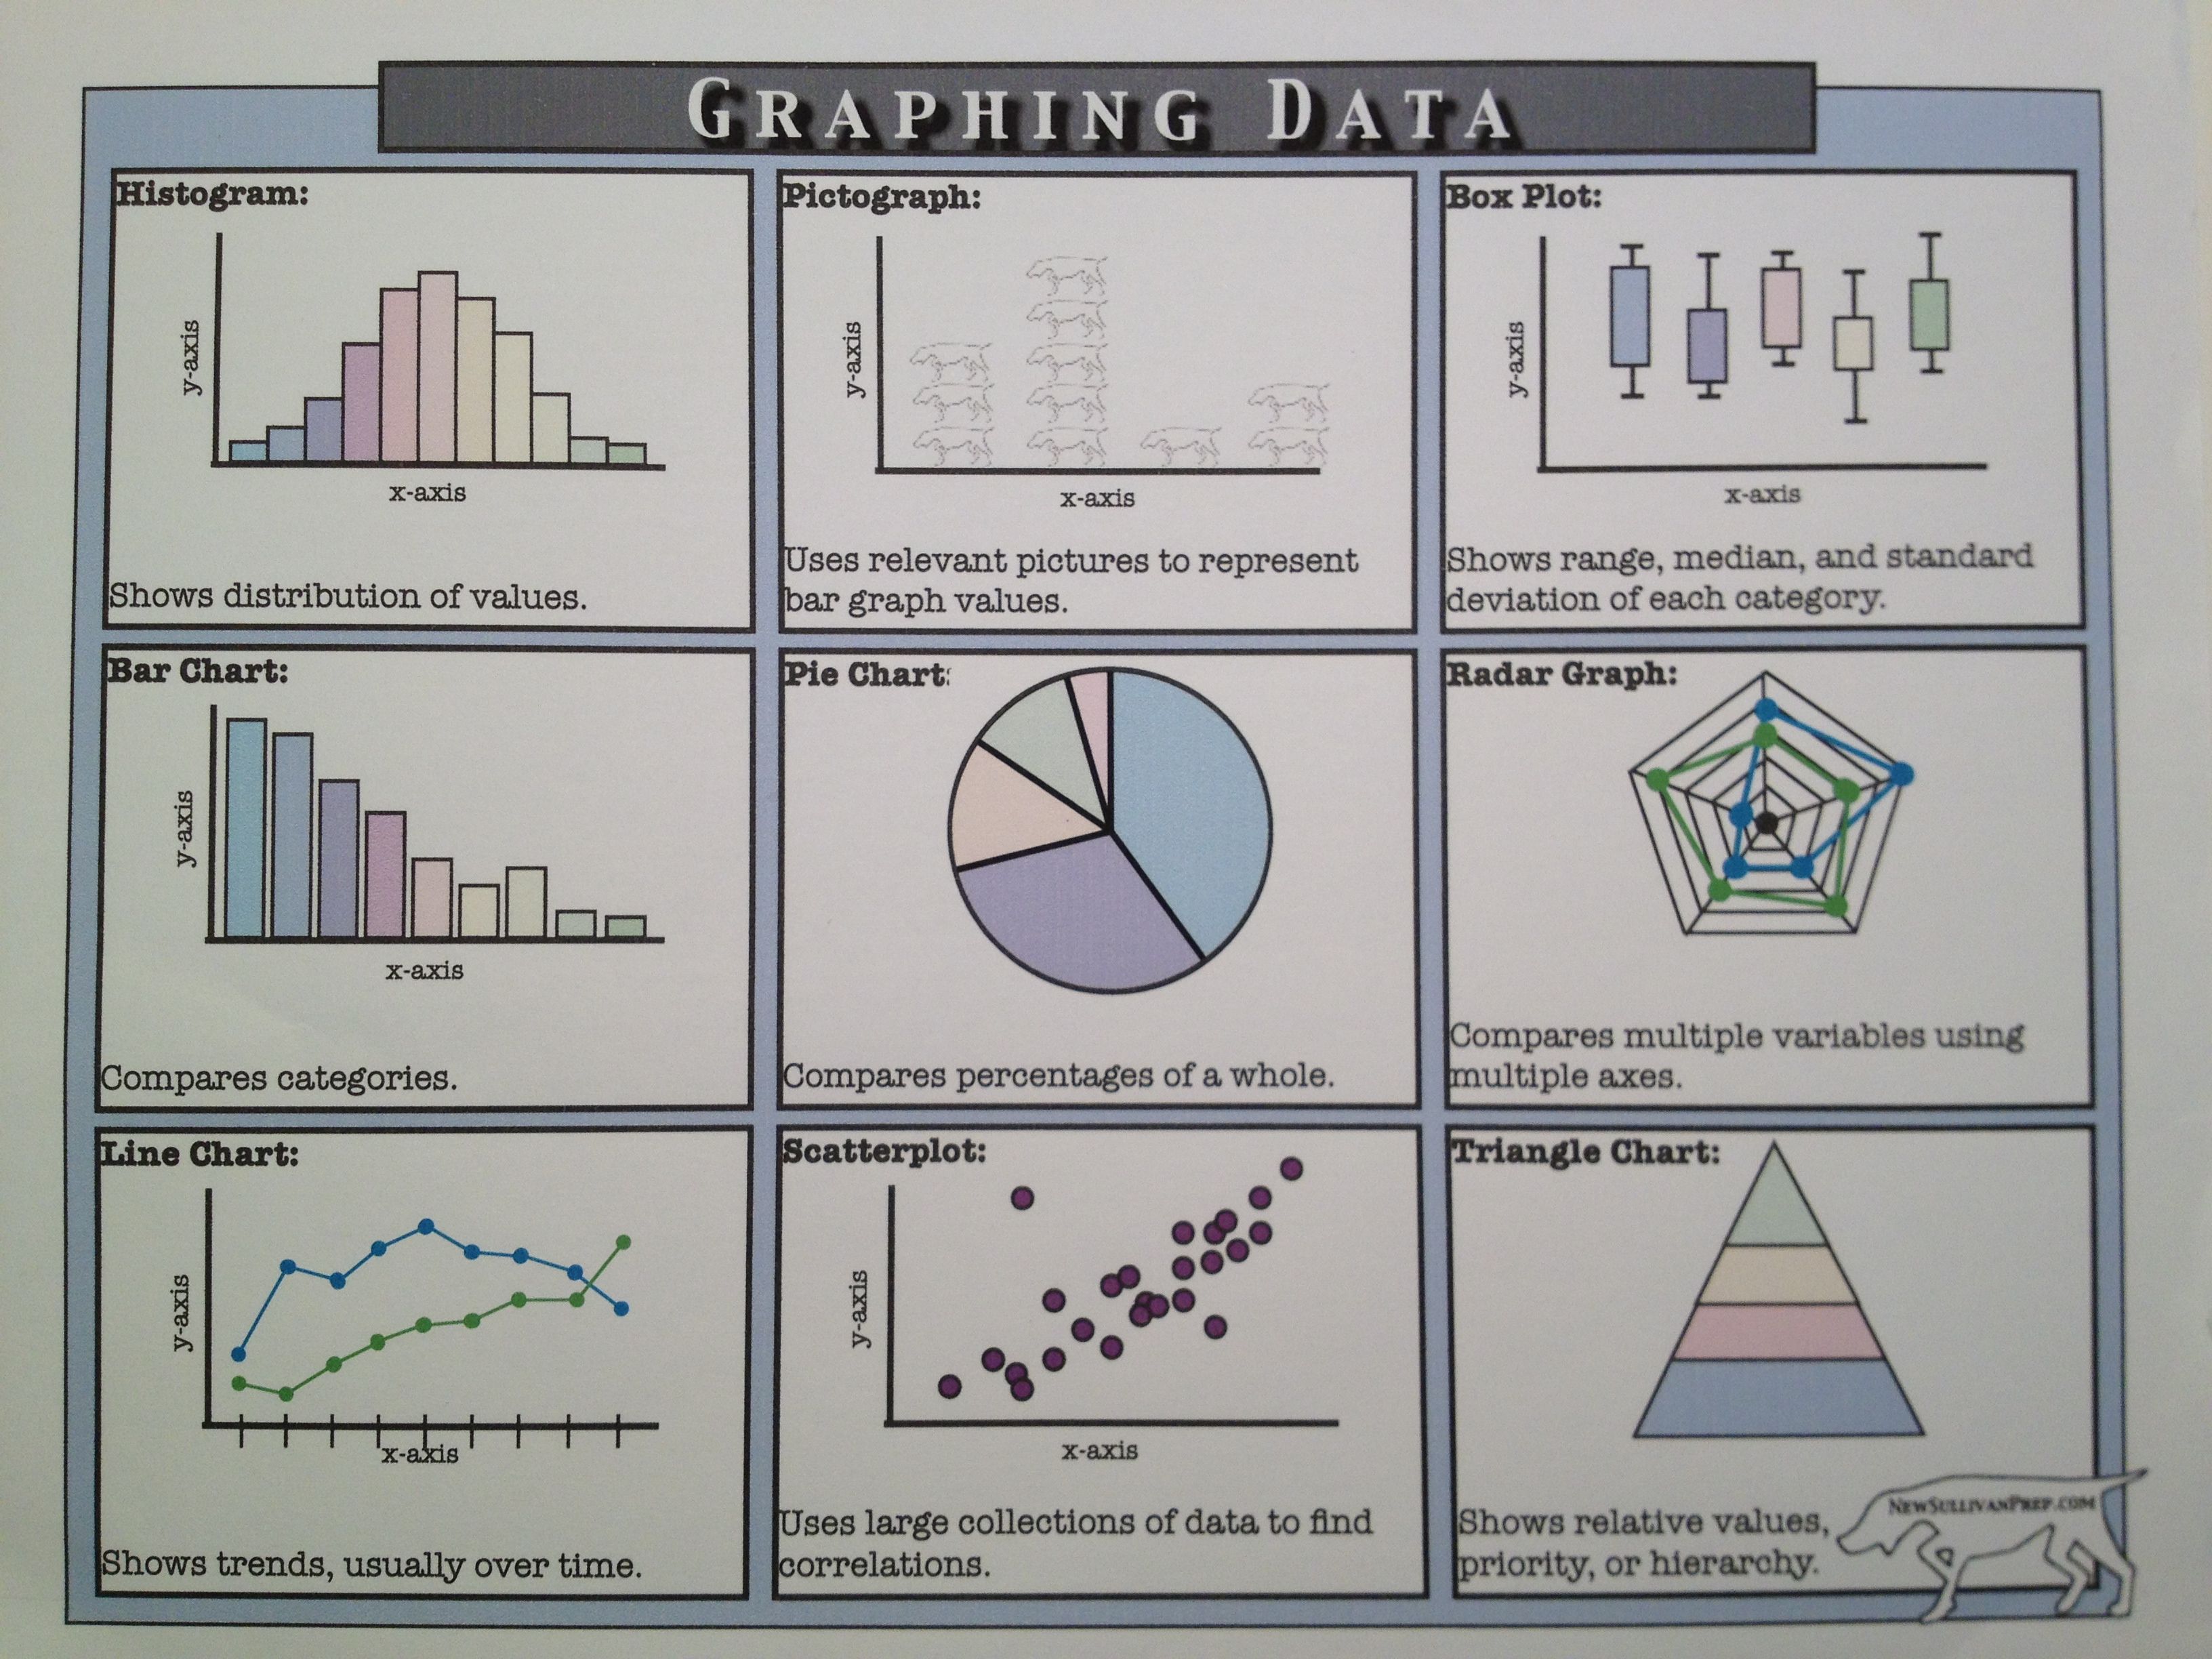 GRAPHING DATA
Histogram:
y-axis
x-axis
Shows distribution of values.
Pictograph:
y-axis
x-axis
Uses relevant pictures to represent
bar graph values.
Box Plot:
y-axis
x-axis
Shows range, median, and standard
deviation of each category.
Bar Chart:
y-axis
x-axis
Compares categories.
Pie Chart:
Compares percentages of a whole.
Radar Graph:
Compares multiple variables using
multiple axes.
Line Chart:
y-axis
x-axis
Shows trends, usually over time.
Scatterplot:
y-axis
x-axis
Uses large collections of data to find
correlations.
Triangle Chart:
Shows relative values,
priority, or hierarchy.
NEWSULLIVANPREP.COM